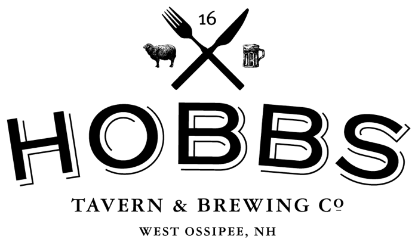 16
HOBBS
TAVERN & BREWING Cº
WEST OSSIPEE, NH